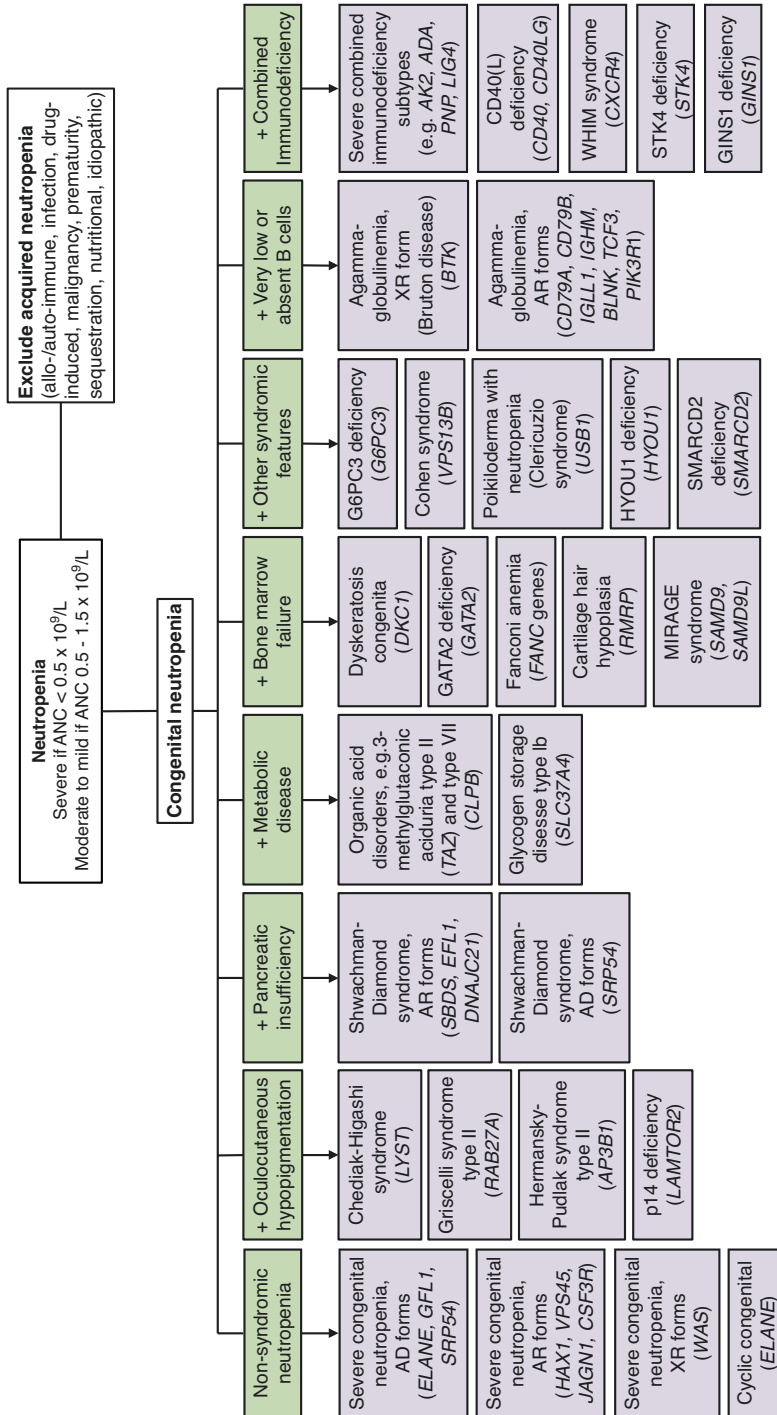 Neutropenia
Severe if ANC < 0.5 x 10⁹/L
Moderate to mild if ANC 0.5 - 1.5 x 10⁹/L
Exclude acquired neutropenia
(allo-/auto-immune, infection, drug-
induced, malignancy, prematurity,
sequestration, nutritional, idiopathic)
Congenital neutropenia
Non-syndromic
neutropenia
Severe congenital
neutropenia,
AD forms
(ELANE, GFL1,
SRP54)
Severe congenital
neutropenia,
AR forms
(HAX1, VPS45,
JAGN1, CSF3R)
Severe congenital
neutropenia,
XR forms
(WAS)
Cyclic congenital
(ELANE)
+ Oculocutaneous
hypopigmentation
Chediak-Higashi
syndrome
(LYST)
Griscelli syndrome
type II
(RAB27A)
Hermansky-
Pudlak syndrome
type II
(AP3B1)
p14 deficiency
(LAMTOR2)
+ Pancreatic
insufficiency
Shwachman-
Diamond
syndrome,
AR forms
(SBDS, EFL1,
DNAJC21)
Shwachman-
Diamond
syndrome,
AD forms
(SRP54)
+ Metabolic
disease
Organic acid
disorders, e.g.3-
methylglutaconic
aciduria type II
(TAZ) and type VII
(CLPB)
Glycogen storage
disesse type Ib
(SLC37A4)
+ Bone marrow
failure
Dyskeratosis
congenita
(DKC1)
GATA2 deficiency
(GATA2)
Fanconi anemia
(FANC genes)
Cartilage hair
hypoplasia
(RMRP)
MIRAGE
syndrome
(SAMD9,
SAMD9L)
+ Other syndromic
features
G6PC3 deficiency
(G6PC3)
Cohen syndrome
(VPS13B)
Poikiloderma with
neutropenia
(Clericuzio
syndrome)
(USB1)
HYOU1 deficiency
(HYOU1)
SMARCD2
deficiency
(SMARCD2)
+ Very low or
absent B cells
Agamma-
globulinemia,
XR form
(Bruton disease)
(BTK)
Agamma-
globulinemia,
AR forms
(CD79A, CD79B,
IGLL1, IGHM,
BLNK, TCF3,
PIK3R1)
+ Combined
Immunodeficiency
Severe combined
immunodeficiency
subtypes
(e.g. AK2, ADA,
PNP, LIG4)
CD40(L)
deficiency
(CD40, CD40LG)
WHIM syndrome
(CXCR4)
STK4 deficiency
(STK4)
GINS1 deficiency
(GINS1)